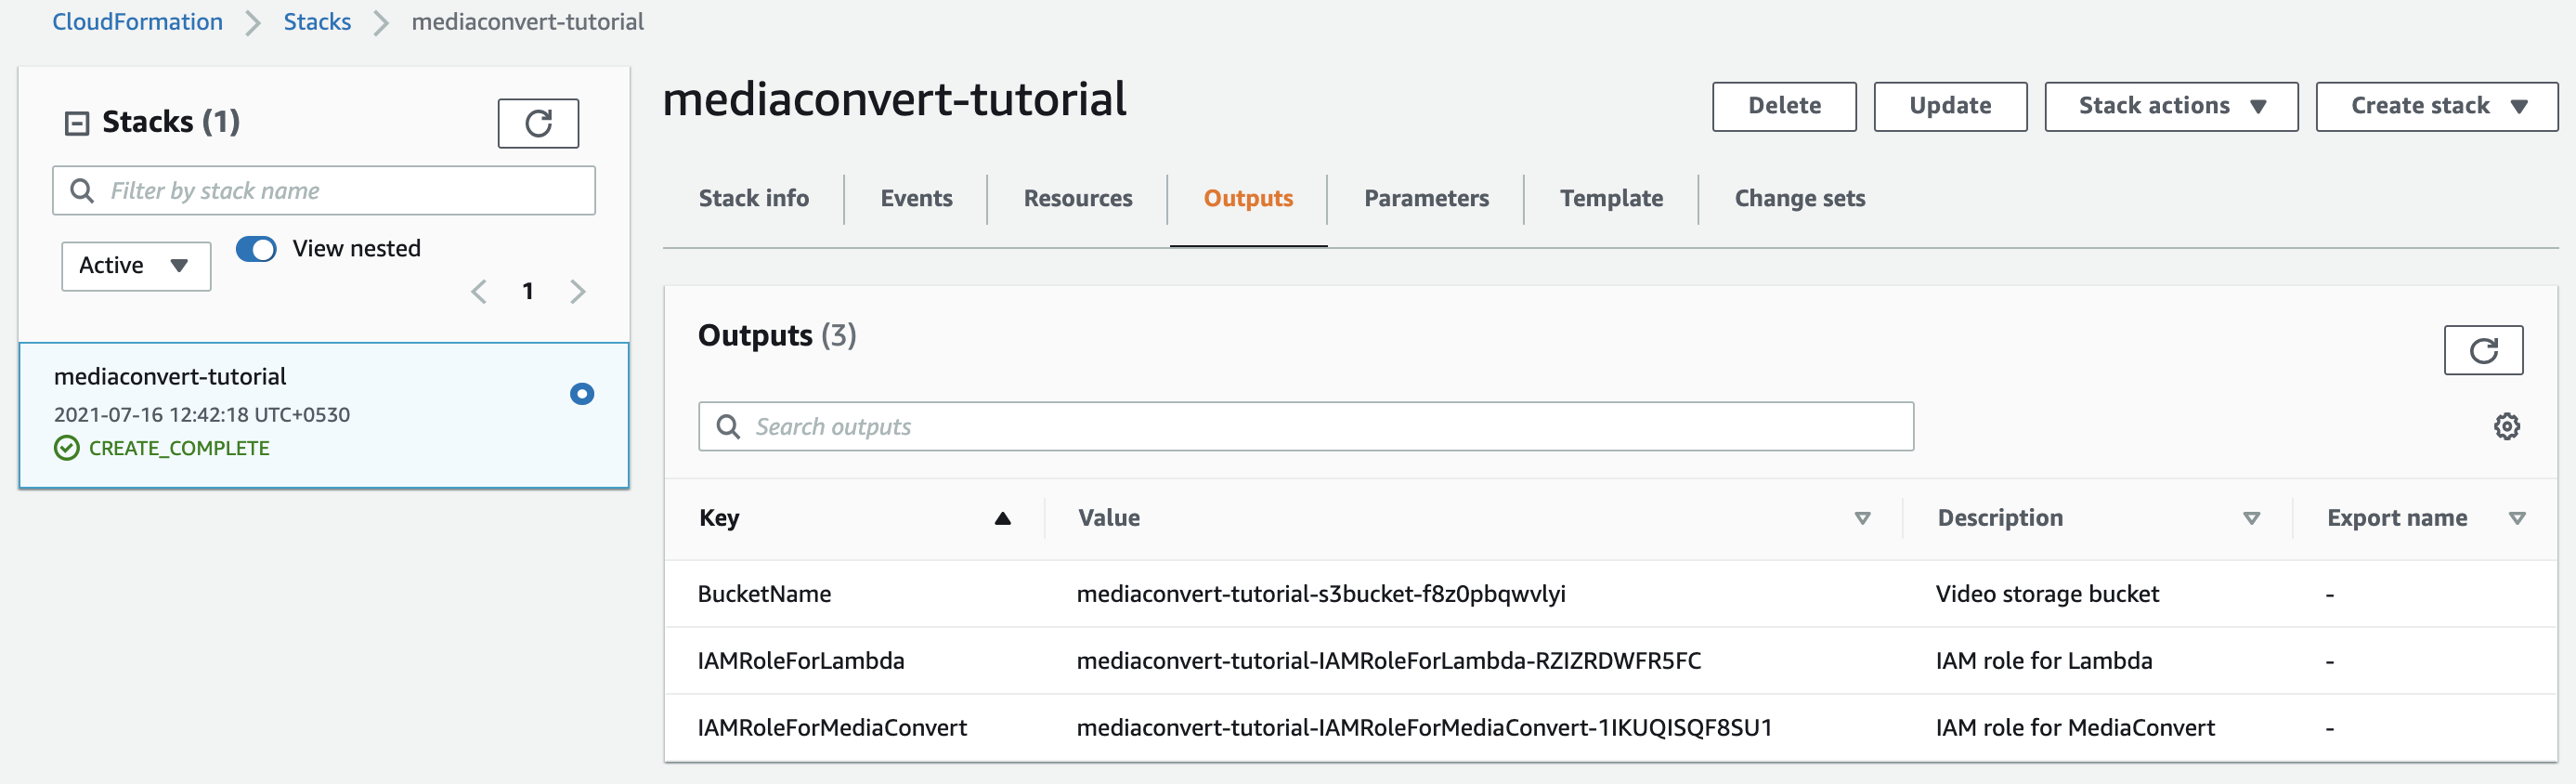 CloudFormation > Stacks > mediaconvert-tutorial
Stacks (1)
Filter by stack name
Active
View nested
1
mediaconvert-tutorial
2021-07-16 12:42:18 UTC+0530
CREATE_COMPLETE
mediaconvert-tutorial
Delete Update Stack actions Create stack
Stack info Events Resources Outputs Parameters Template Change sets
Outputs (3)
Search outputs
Key Value Description Export name
BucketName mediaconvert-tutorial-s3bucket-f8z0pbqwvlyi Video storage bucket -
IAMRoleForLambda mediaconvert-tutorial-IAMRoleForLambda-RZIZRDWFR5FC IAM role for Lambda -
IAMRoleForMediaConvert mediaconvert-tutorial-IAMRoleForMediaConvert-1IKUQISQF8SU1 IAM role for MediaConvert -